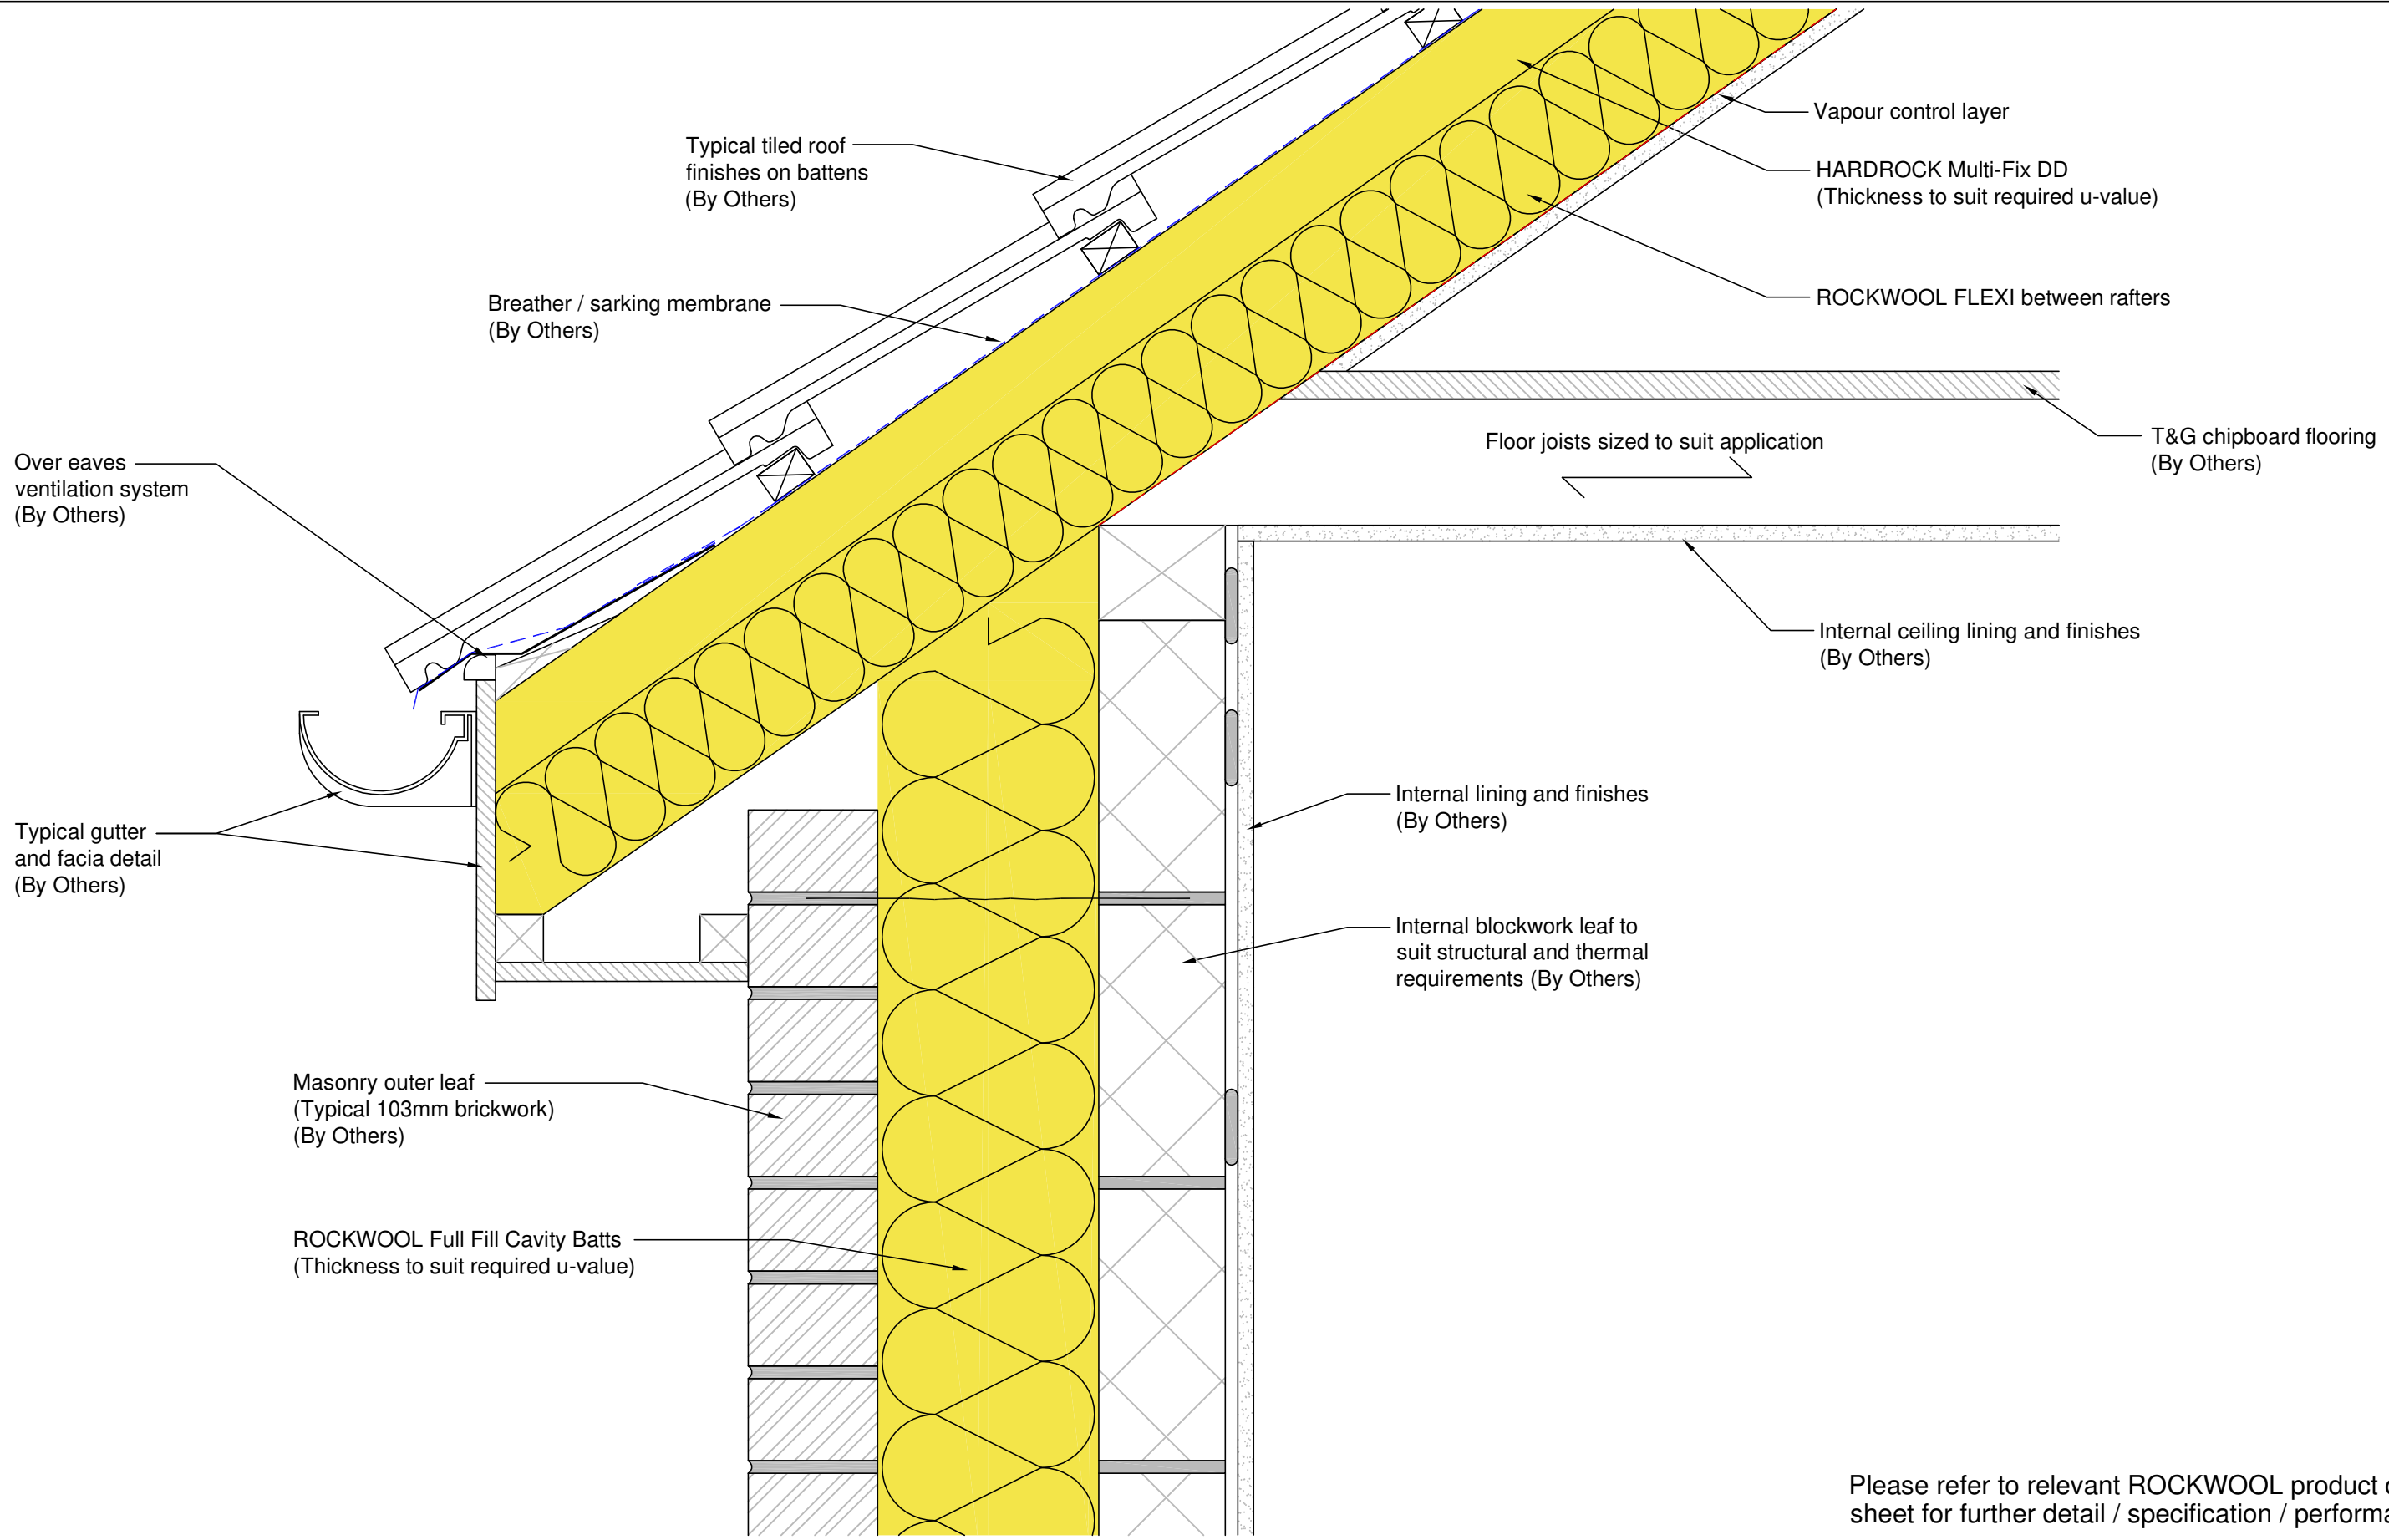 Typical tiled roof
finishes on battens
(By Others)
Vapour control layer
HARDROCK Multi-Fix DD
(Thickness to suit required u-value)
Breather / sarking membrane
(By Others)
ROCKWOOL FLEXI between rafters
Over eaves
ventilation system
(By Others)
Floor joists sized to suit application
T&G chipboard flooring
(By Others)
Internal ceiling lining and finishes
(By Others)
Typical gutter
and facia detail
(By Others)
Internal lining and finishes
(By Others)
Internal blockwork leaf to
suit structural and thermal
requirements (By Others)
Masonry outer leaf
(Typical 103mm brickwork)
(By Others)
ROCKWOOL Full Fill Cavity Batts
(Thickness to suit required u-value)
Please refer to relevant ROCKWOOL product
sheet for further detail / specification /